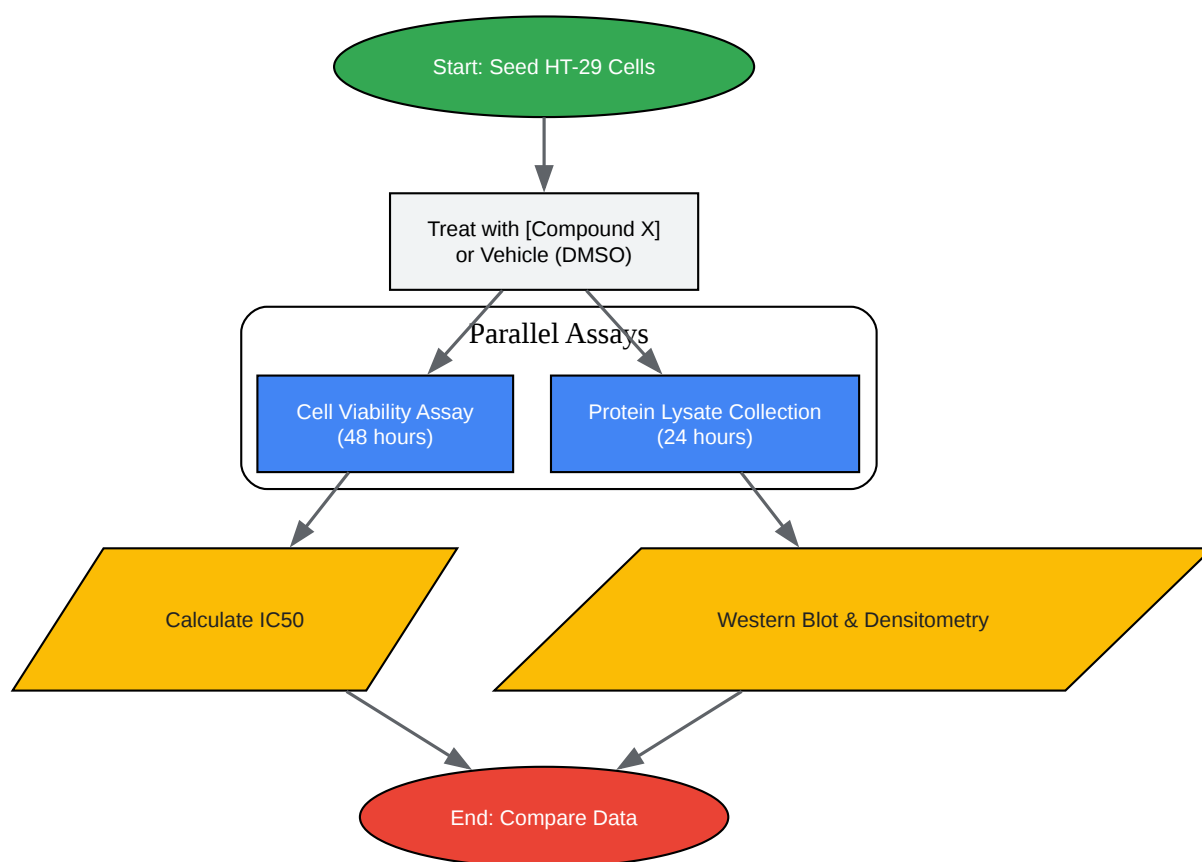 Start: Seed HT-29 Cells
Treat with [Compound X]
or Vehicle (DMSO)
Parallel Assays
Cell Viability Assay
(48 hours)
Protein Lysate Collection
(24 hours)
Calculate IC50
Western Blot & Densitometry
End: Compare Data